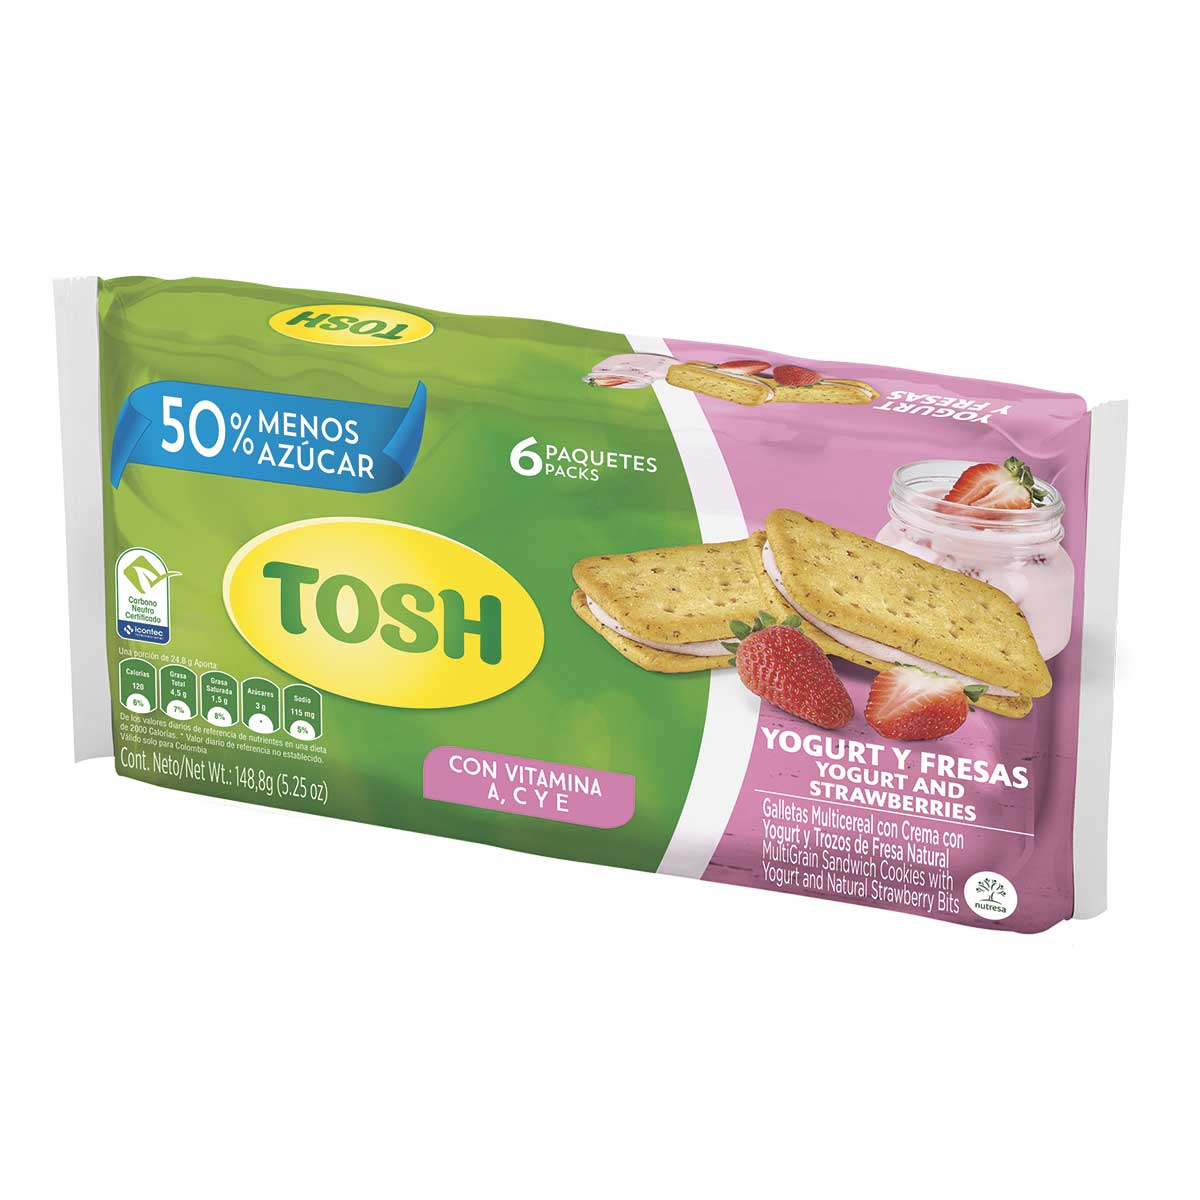 TOSH
YOGURT
Y FRESAS
50% MENOS
AZÚCAR
6 PAQUETES
PACKS
TOSH
Carbono
Neutro
Certificado
icontec
internacional
Una porción de 24,8 g Aporta:
Calorías
120
6%
Grasa
Total
4,5 g
7%
Grasa
Saturada
1,5 g
8%
Azúcares
3 g
*
Sodio
115 mg
5%
De los valores diarios de referencia de nutrientes en una dieta
de 2000 Calorías. * Valor diario de referencia no establecido.
Válido solo para Colombia
Cont. Neto/Net Wt.: 148,8g (5.25 oz)
CON VITAMINA
A, C Y E
YOGURT Y FRESAS
YOGURT AND
STRAWBERRIES
Galletas Multicereal con Crema con
Yogurt y Trozos de Fresa Natural
MultiGrain Sandwich Cookies with
Yogurt and Natural Strawberry Bits
nutresa